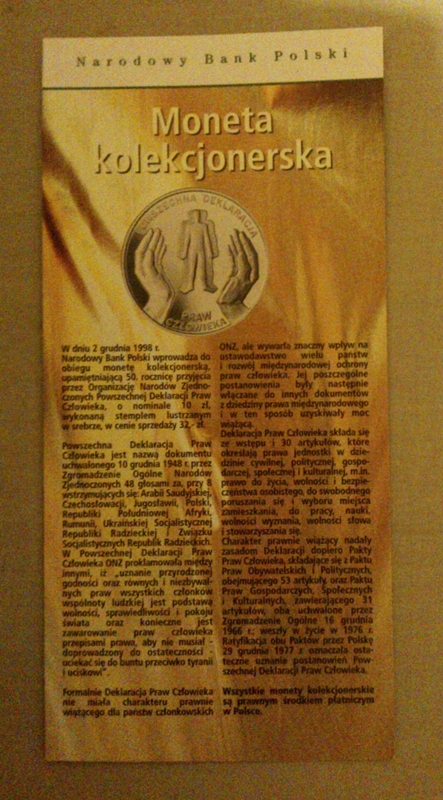 Narodowy Bank Polski
Moneta
kolekcjonerska
POWSZECHNA DEKLARACJA
PRAW
CZŁOWIEKA
W dniu 2 grudnia 1998 r.
Narodowy Bank Polski wprowadza do
obiegu monetę kolekcjonerską,
upamiętniającą 50. rocznicę przyjęcia
przez Organizację Narodów Zjedno-
czonych Powszechnej Deklaracji Praw
Człowieka, o nominale 10 zł,
wykonaną stemplem lustrzanym
w srebrze, w cenie sprzedaży 32,- zł.
Powszechna Deklaracja Praw
Człowieka jest nazwą dokumentu
uchwalonego 10 grudnia 1948 r. przez
Zgromadzenie Ogólne Narodów
Zjednoczonych 48 głosami za, przy 8
wstrzymujących się: Arabii Saudyjskiej,
Czechosłowacji, Jugosławii, Polski,
Republiki Południowej Afryki,
Rumunii, Ukraińskiej Socjalistycznej
Republiki Radzieckiej i Związku
Socjalistycznych Republik Radzieckich.
W Powszechnej Deklaracji Praw
Człowieka ONZ proklamowała między
innymi, iż „uznanie przyrodzonej
godności oraz równych i niezbywal-
nych praw wszystkich członków
wspólnoty ludzkiej jest podstawą
wolności, sprawiedliwości i pokoju
świata oraz konieczne jest
zawarowanie praw człowieka
przepisami prawa, aby nie musiał -
doprowadzony do ostateczności -
uciekać się do buntu przeciwko tyranii
i uciskowi".
Formalnie Deklaracja Praw Człowieka
nie miała charakteru prawnie
wiążącego dla państw członkowskich
ONZ, ale wywarła znaczny wpływ na
ustawodawstwo wielu państw
i rozwój międzynarodowej ochrony
praw człowieka. Jej poszczególne
postanowienia były następnie
włączane do innych dokumentów
z dziedziny prawa międzynarodowego
i w ten sposób uzyskiwały moc
wiążącą.
Deklaracja Praw Człowieka składa się
ze wstępu i 30 artykułów, które
określają prawa jednostki w dzie-
dzinie cywilnej, politycznej, gospo-
darczej, społecznej i kulturalnej, m.in.
prawo do życia, wolności i bezpie-
czeństwa osobistego, do swobodnego
poruszania się i wyboru miejsca
zamieszkania, do pracy, nauki,
wolności wyznania, wolności słowa
i stowarzyszania się.
Charakter prawnie wiążący nadały
zasadom Deklaracji dopiero Pakty
Praw Człowieka, składające się z Paktu
Praw Obywatelskich i Politycznych,
obejmującego 53 artykuły, oraz Paktu
Praw Gospodarczych, Społecznych
i Kulturalnych, zawierającego 31
artykułów, oba uchwalone przez
Zgromadzenie Ogólne 16 grudnia
1966 r.; weszły w życie w 1976 r.
Ratyfikacja obu Paktów przez Polskę
29 grudnia 1977 r. oznaczała osta-
teczne uznanie postanowień Pow-
szechnej Deklaracji Praw Człowieka.
Wszystkie monety kolekcjonerskie
są prawnym środkiem płatniczym
w Polsce.